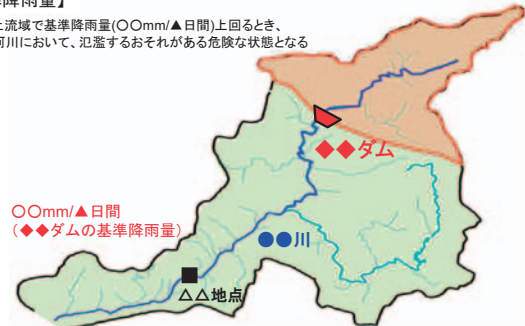 降雨量】
上流域で基準降雨量(〇〇mm/▲日間)上回るとき、
河川において、氾濫するおそれがある危険な状態となる
◆◆ダム
〇〇mm/▲日間
(◆◆ダムの基準降雨量)
●●川
△△地点